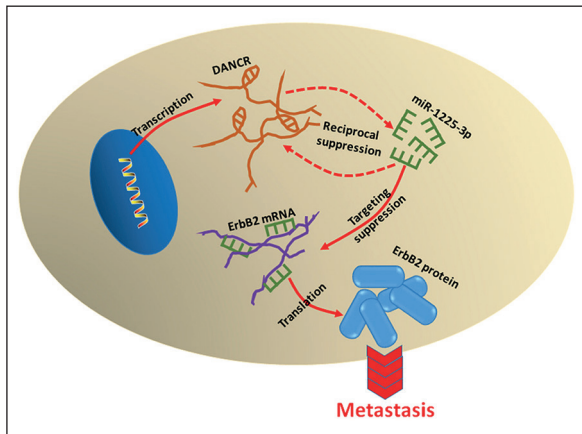 DANCR
Transcription
Reciprocal
suppression
miR-1225-3p
Targeting
suppression
ErbB2 mRNA
Translation
ErbB2 protein
Metastasis